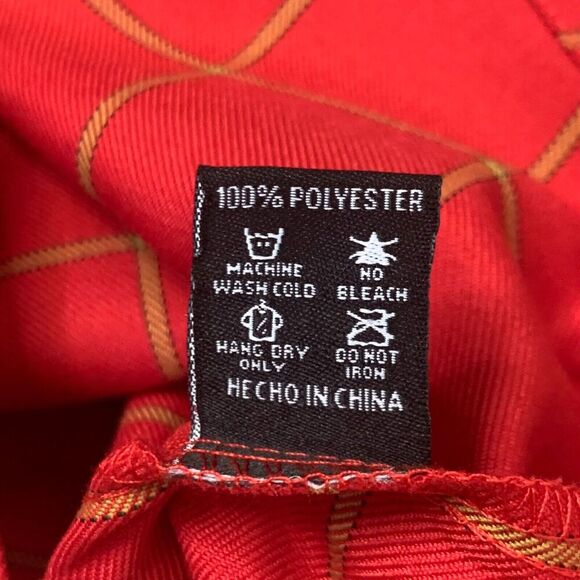 100% POLYESTER
MACHINE WASH COLD
NO BLEACH
HANG DRY ONLY
DO NOT IRON
HECHO IN CHINA